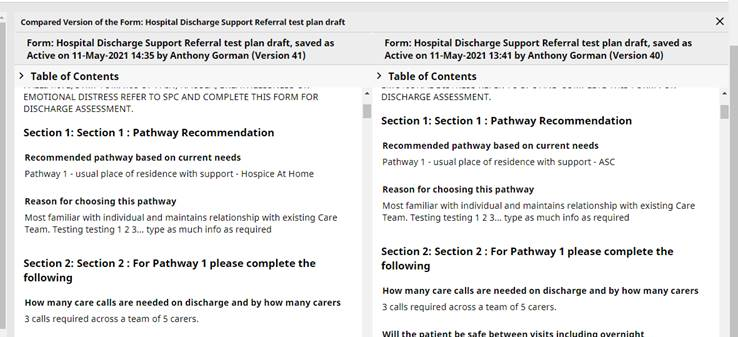 Compared Version of the Form: Hospital Discharge Support Referral test plan draft
Form: Hospital Discharge Support Referral test plan draft, saved as
Active on 11-May-2021 14:35 by Anthony Gorman (Version 41)
Table of Contents
EMOTIONAL DISTRESS REFER TO SPC AND COMPLETE THIS FORM FOR
DISCHARGE ASSESSMENT.
Section 1: Section 1 : Pathway Recommendation
Recommended pathway based on current needs
Pathway 1 - usual place of residence with support - Hospice At Home
Reason for choosing this pathway
Most familiar with individual and maintains relationship with existing Care
Team. Testing testing 1 2 3... type as much info as required
Section 2: Section 2 : For Pathway 1 please complete the
following
How many care calls are needed on discharge and by how many carers
3 calls required across a team of 5 carers.
Form: Hospital Discharge Support Referral test plan draft, saved as
Active on 11-May-2021 13:41 by Anthony Gorman (Version 40)
Table of Contents
DISCHARGE ASSESSMENT.
Section 1: Section 1 : Pathway Recommendation
Recommended pathway based on current needs
Pathway 1 - usual place of residence with support - ASC
Reason for choosing this pathway
Most familiar with individual and maintains relationship with existing Care
Team. Testing testing 1 2 3... type as much info as required
Section 2: Section 2 : For Pathway 1 please complete the
following
How many care calls are needed on discharge and by how many carers
3 calls required across a team of 5 carers.
Will the patient be safe between visits including overnight